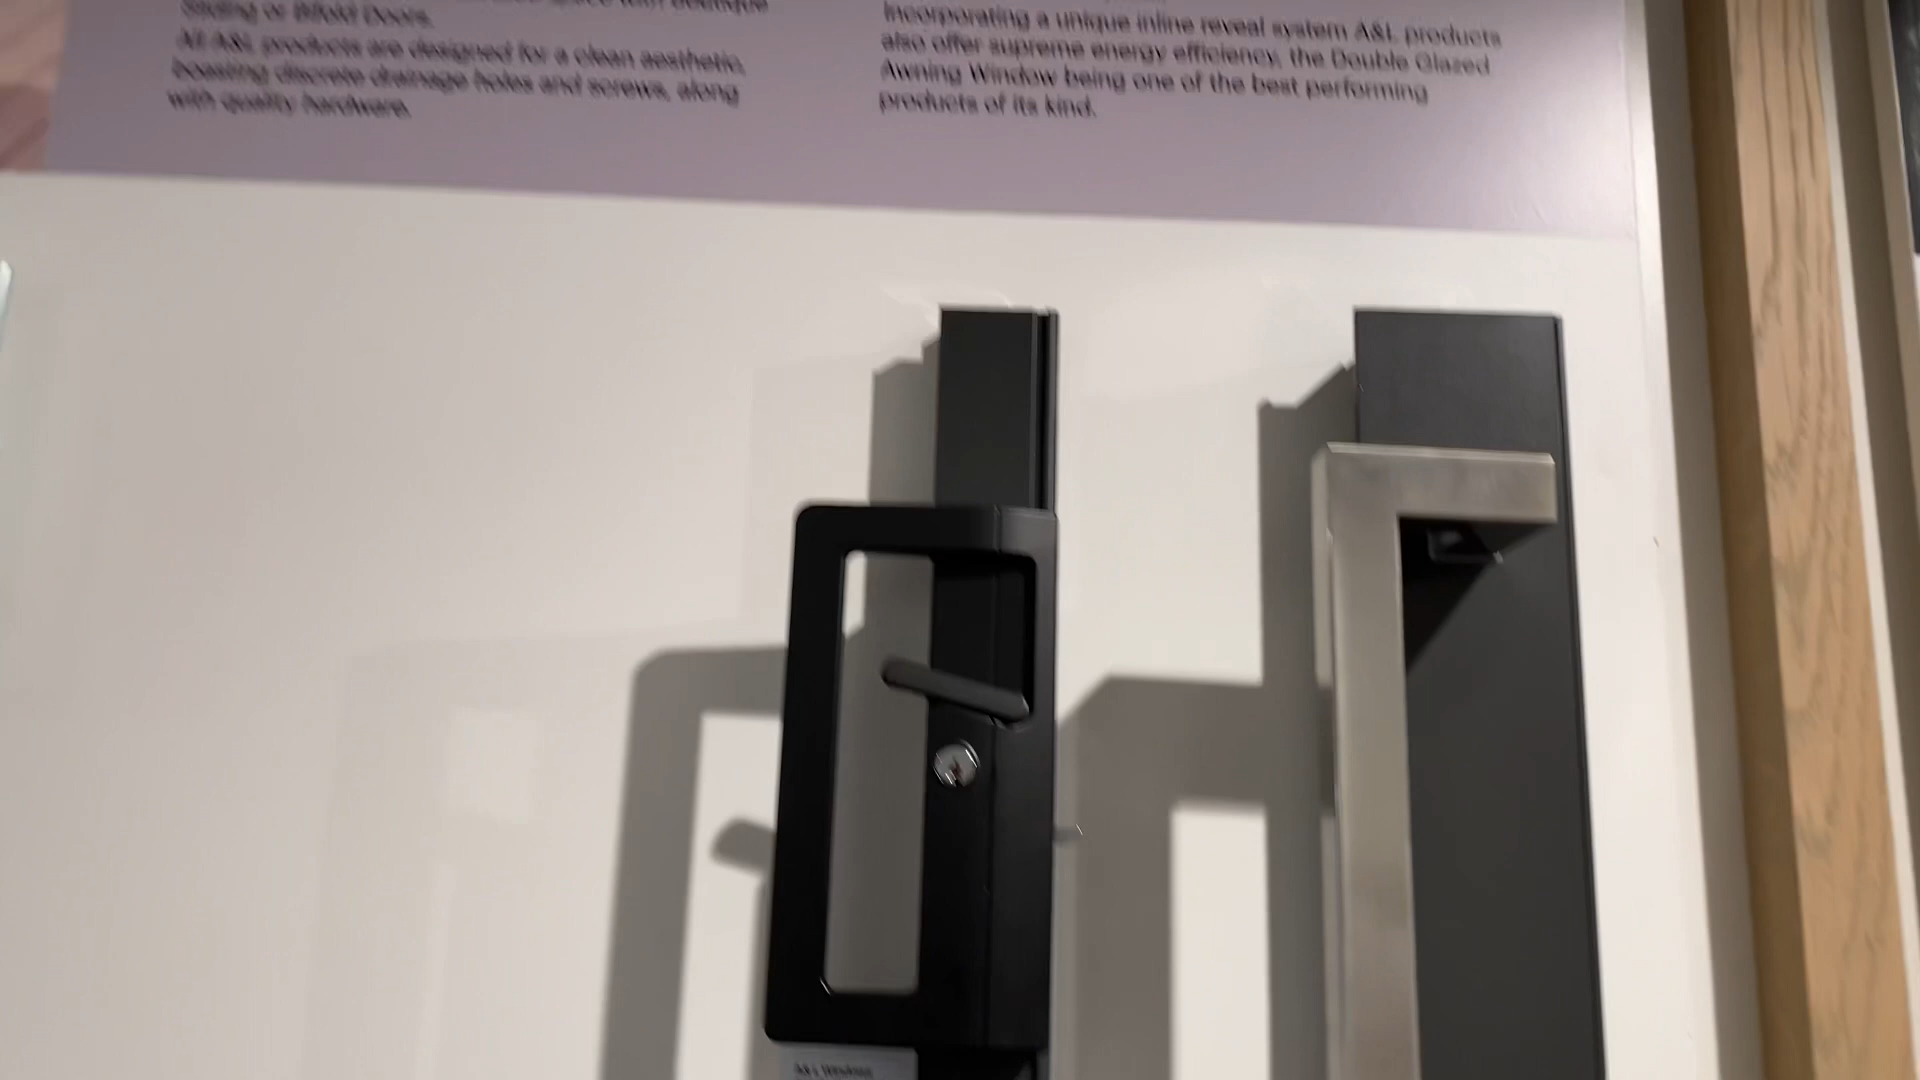 Sliding or Bifold Doors.
All A&L products are designed for a clean aesthetic,
boasting discrete drainage holes and screws, along
with quality hardware.
Incorporating a unique inline reveal system A&L products
also offer supreme energy efficiency, the Double Glazed
Awning Window being one of the best performing
products of its kind.
A&L Windows